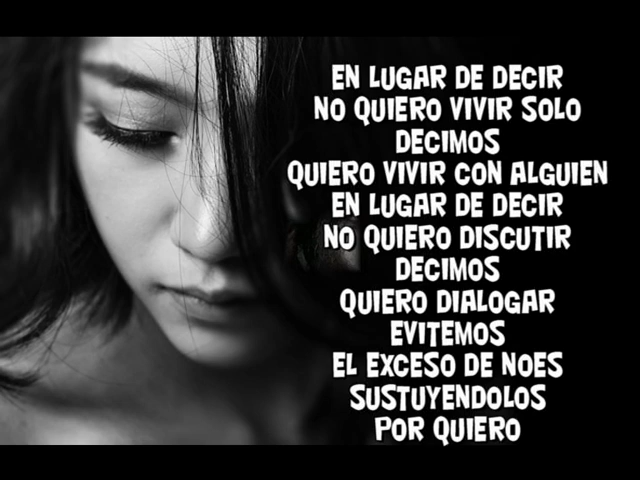 EN LUGAR DE DECIR
NO QUIERO VIVIR SOLO
DECIMOS
QUIERO VIVIR CON ALGUIEN
EN LUGAR DE DECIR
NO QUIERO DISCUTIR
DECIMOS
QUIERO DIALOGAR
EVITEMOS
EL EXCESO DE NOES
SUSTUYENDOLOS
POR QUIERO